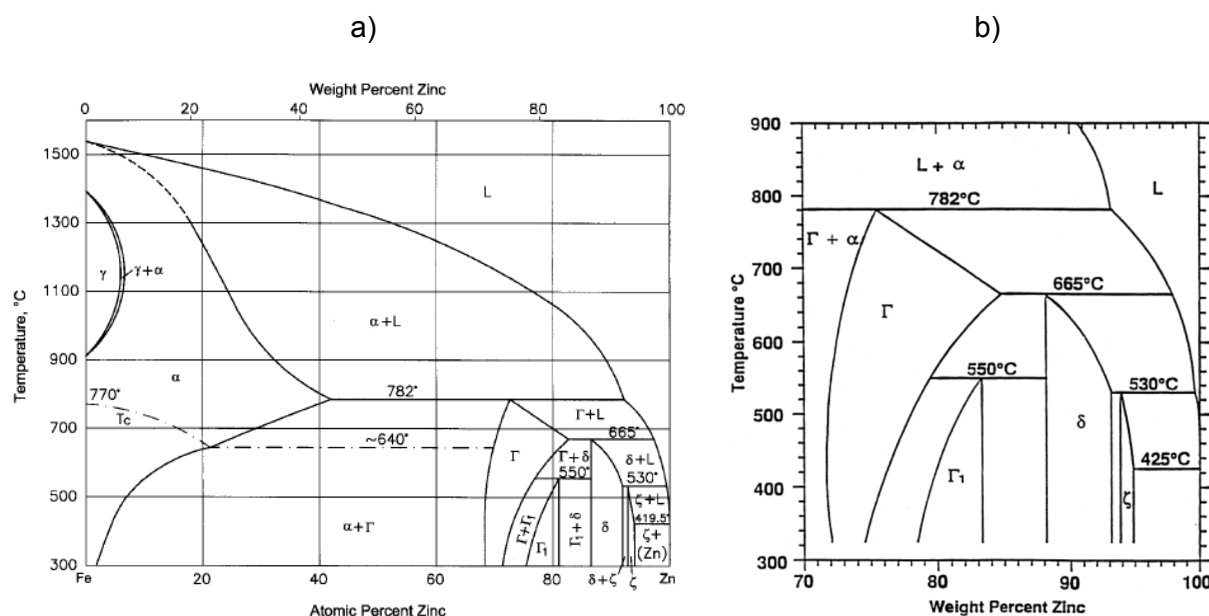 a)
Weight Percent Zinc
0 20 40 60 80 100
Temperature, °C
1500
1300
1100
900
700
500
300
L
γ
γ+α
α+L
α
770°
Tc
782°
~640°
Γ+L
665°
Γ
Γ+δ
550°
δ+L
530°
ζ+L
419.5°
ζ+
(Zn)
α+Γ
Γ+Γ1
Γ1
Γ1+δ
δ
δ+ζ
ζ
Fe 20 40 60 80 Zn
Atomic Percent Zinc
b)
Temperature °C
900
800
700
600
500
400
300
L + α
L
782°C
Γ + α
665°C
Γ
550°C
530°C
δ
425°C
Γ1
ζ
70 80 90 100
Weight Percent Zinc